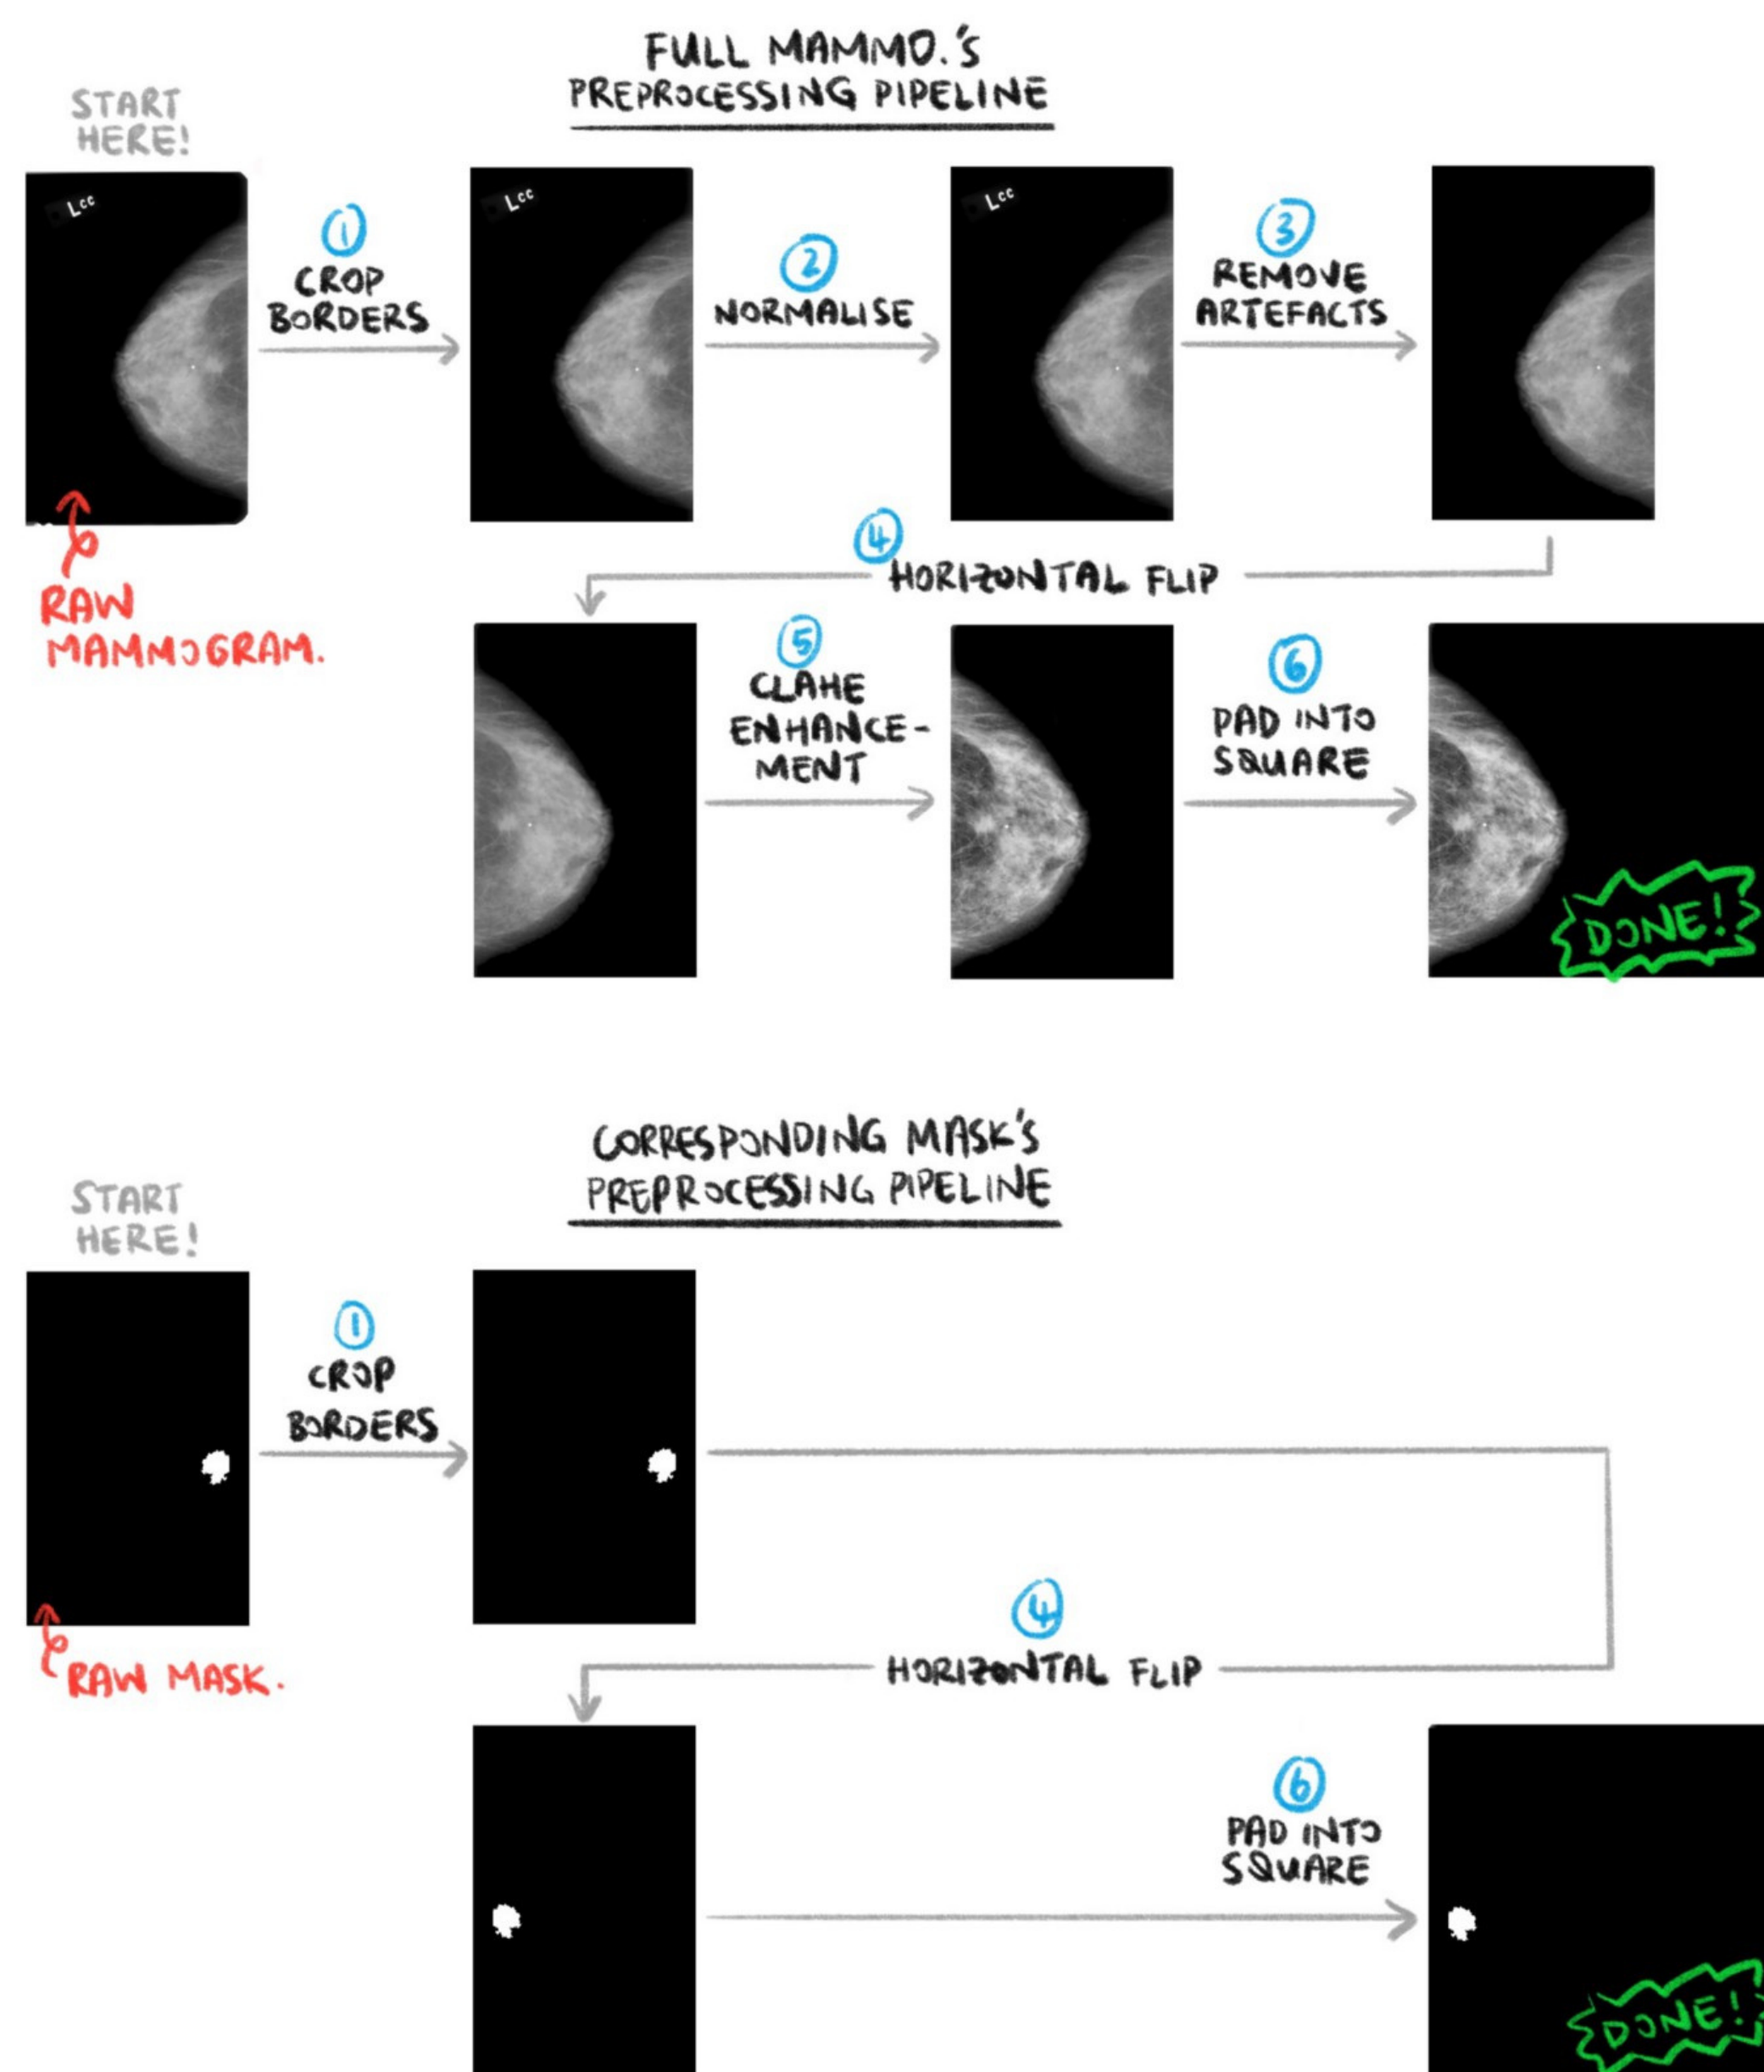 FULL MAMMO.'S
PREPROCESSING PIPELINE
START
HERE!
Lcc
1
CROP
BORDERS
Lcc
2
NORMALISE
Lcc
3
REMOVE
ARTEFACTS
RAW
MAMMOGRAM.
4
HORIZONTAL FLIP
5
CLAHE
ENHANCE-
MENT
6
PAD INTO
SQUARE
DONE!
CORRESPONDING MASK'S
PREPROCESSING PIPELINE
START
HERE!
1
CROP
BORDERS
RAW MASK.
4
HORIZONTAL FLIP
6
PAD INTO
SQUARE
DONE!